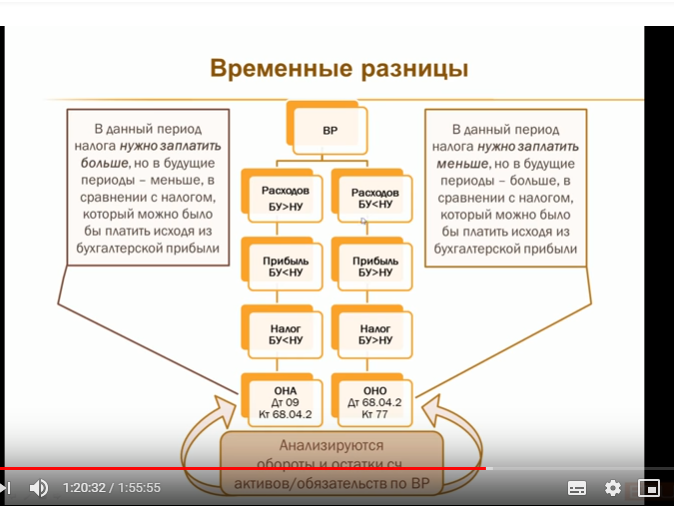 Временные разницы
В данный период
налога нужно заплатить
больше, но в будущие
периоды – меньше, в
сравнении с налогом,
который можно было
бы платить исходя из
бухгалтерской прибыли
ВР
В данный период
налога нужно заплатить
меньше, но в будущие
периоды – больше, в
сравнении с налогом,
который можно было
бы платить исходя из
бухгалтерской прибыли
Расходов
БУ>НУ
Расходов
БУ<НУ
Прибыль
БУ<НУ
Прибыль
БУ>НУ
Налог
БУ<НУ
Налог
БУ>НУ
ОНА
Дт 09
Кт 68.04.2
ОНО
Дт 68.04.2
Кт 77
Анализируются
обороты и остатки сч.
активов/обязательств по ВР
1:20:32 / 1:55:55